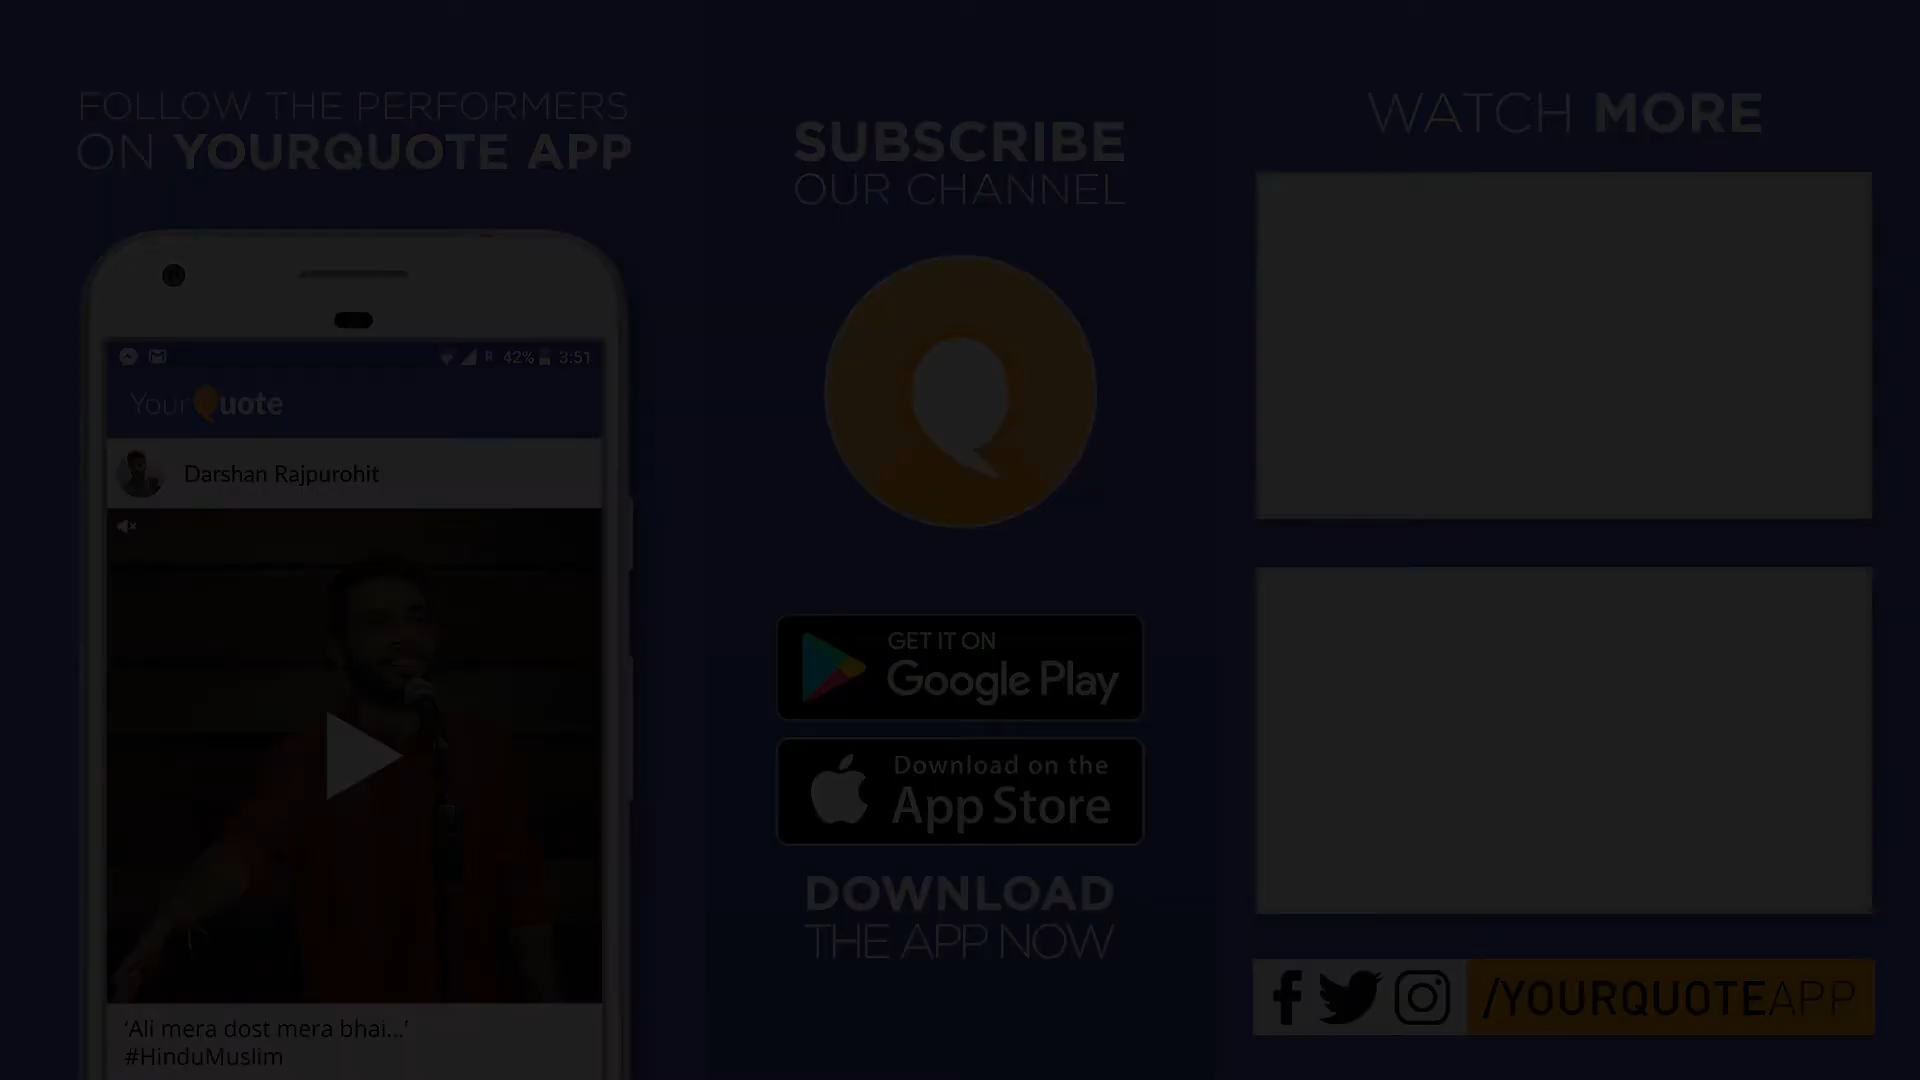 FOLLOW THE PERFORMERS
ON YOURQUOTE APP
R 42% 3:51
YourQuote
Darshan Rajpurohit
'Ali mera dost mera bhai...'
#HinduMuslim
SUBSCRIBE
OUR CHANNEL
GET IT ON
Google Play
Download on the
App Store
DOWNLOAD
THE APP NOW
WATCH MORE
/YOURQUOTEAPP